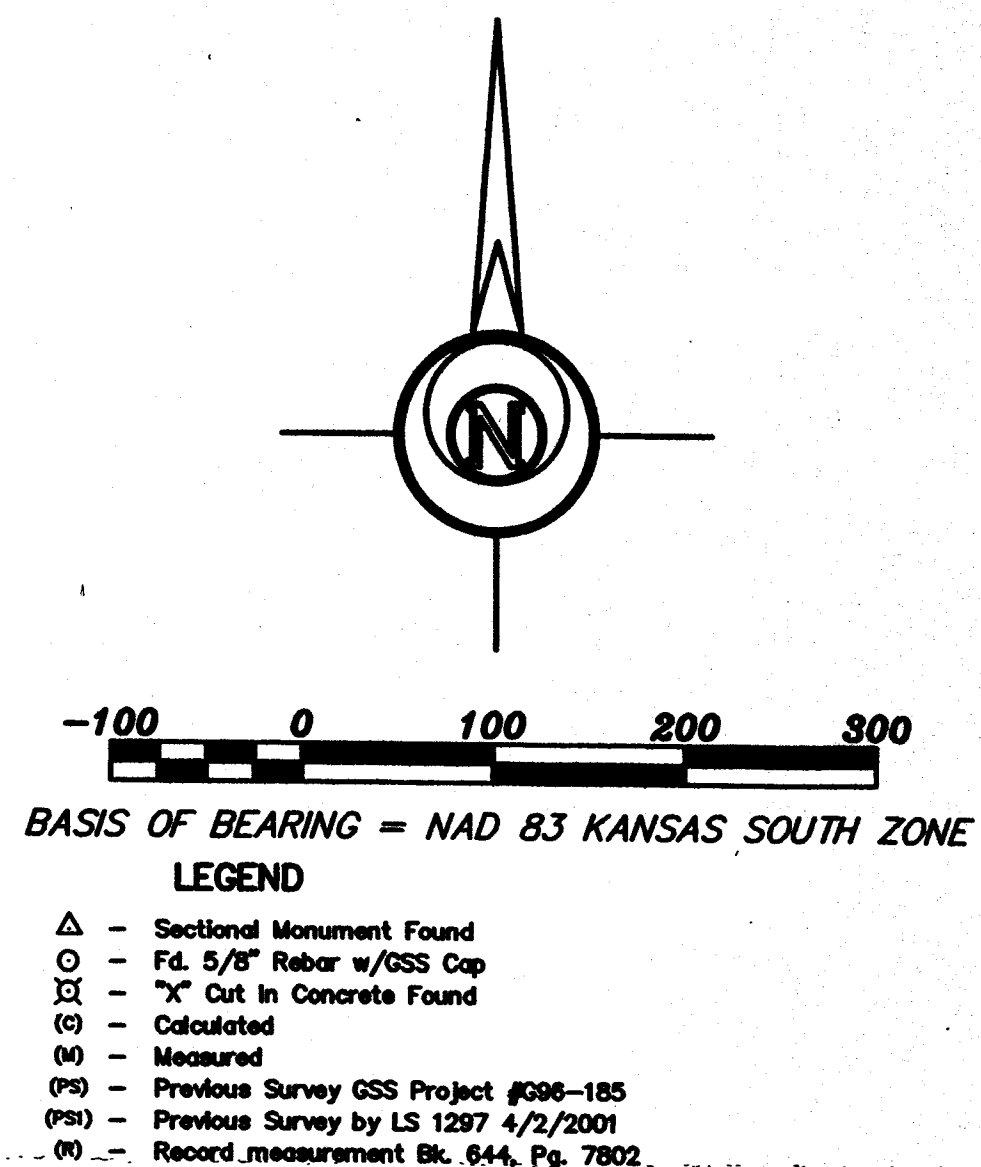 N
-100 0 100 200 300
BASIS OF BEARING = NAD 83 KANSAS SOUTH ZONE
LEGEND
— Sectional Monument Found
— Fd. 5/8" Rebar w/GSS Cap
— "X" Cut In Concrete Found
(C) — Calculated
(M) — Measured
(PS) — Previous Survey GSS Project #G96-185
(PS1) — Previous Survey by LS 1297 4/2/2001
(R) — Record measurement Bk. 644, Pg. 7802